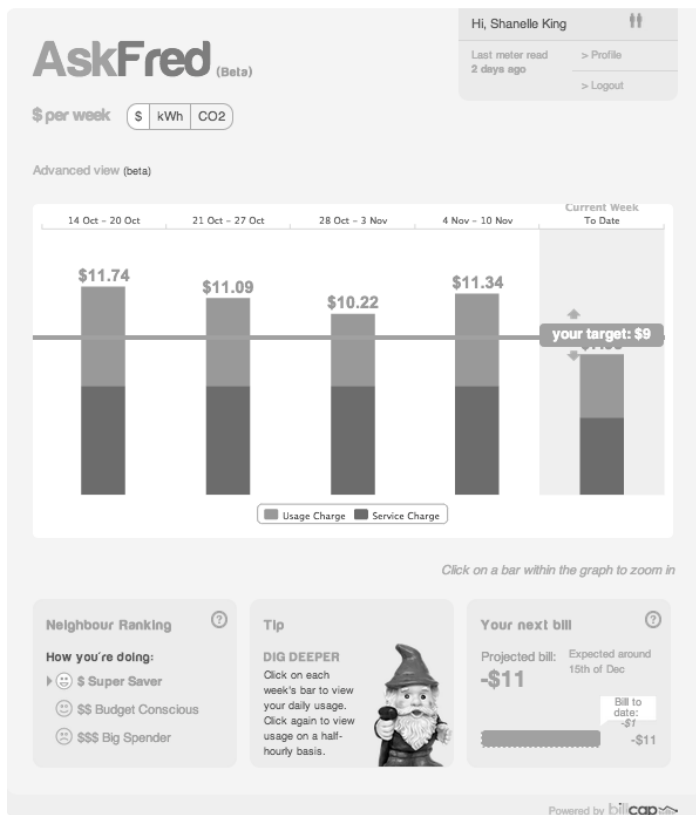 Hi, Shanelle King
AskFred (Beta)
Last meter read
2 days ago
> Profile
> Logout
$ per week
$ kWh CO2
Advanced view (beta)
14 Oct - 20 Oct
21 Oct - 27 Oct
28 Oct - 3 Nov
4 Nov - 10 Nov
Current Week
To Date
$11.74
$11.09
$10.22
$11.34
your target: $9
Usage Charge
Service Charge
Click on a bar within the graph to zoom in
Neighbour Ranking
?
How you're doing:
$ Super Saver
$$ Budget Conscious
$$$ Big Spender
Tip
DIG DEEPER
Click on each
week's bar to view
your daily usage.
Click again to view
usage on a half-
hourly basis.
Your next bill
?
Projected bill:
-$11
Expected around
15th of Dec
Bill to
date:
-$1
-$11
Powered by billcap